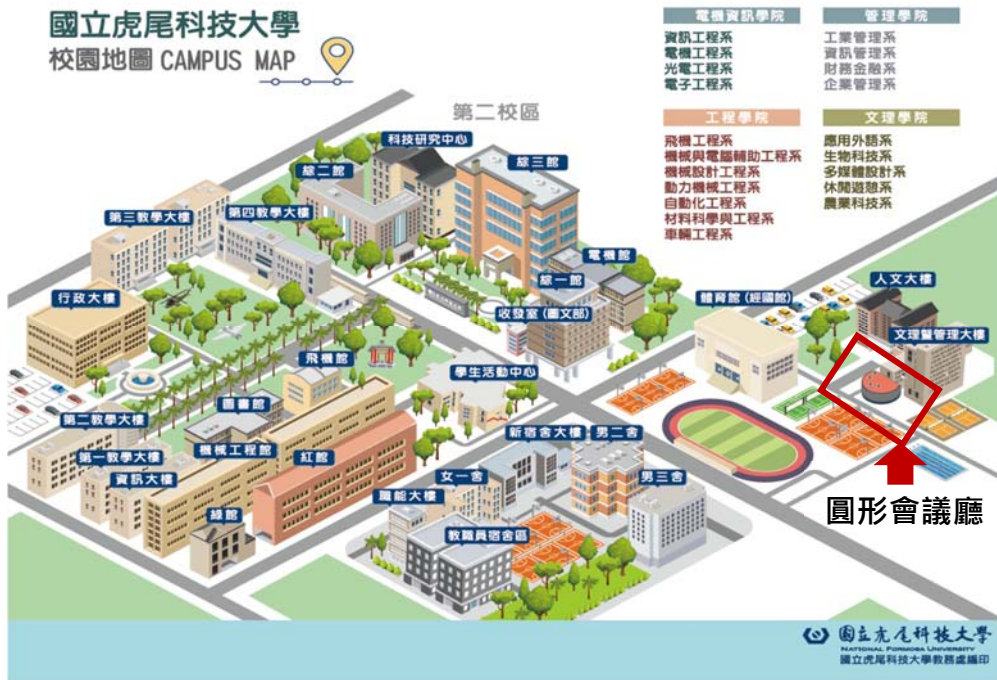 國立虎尾科技大學
校園地圖 CAMPUS MAP
電機資訊學院
資訊工程系
電機工程系
光電工程系
電子工程系
管理學院
工業管理系
資訊管理系
財務金融系
企業管理系
工程學院
飛機工程系
機械與電腦輔助工程系
機械設計工程系
動力機械工程系
自動化工程系
材料科學與工程系
車輛工程系
文理學院
應用外語系
生物科技系
多媒體設計系
休閒遊憩系
農業科技系
第二校區
科技研究中心
綜三館
綜二館
第三教學大樓
第四教學大樓
電機館
綜一館
人文大樓
行政大樓
體育館(經國館)
收發室(圖文部)
文理暨管理大樓
飛機館
學生活動中心
圖書館
第二教學大樓
新宿舍大樓
男二舍
機械工程館
紅館
第一教學大樓
資訊大樓
女一舍
男三舍
職能大樓
圓形會議廳
綠館
教職員宿舍區
國立虎尾科技大學
NATIONAL FORMOSA UNIVERSITY
國立虎尾科技大學教務處編印